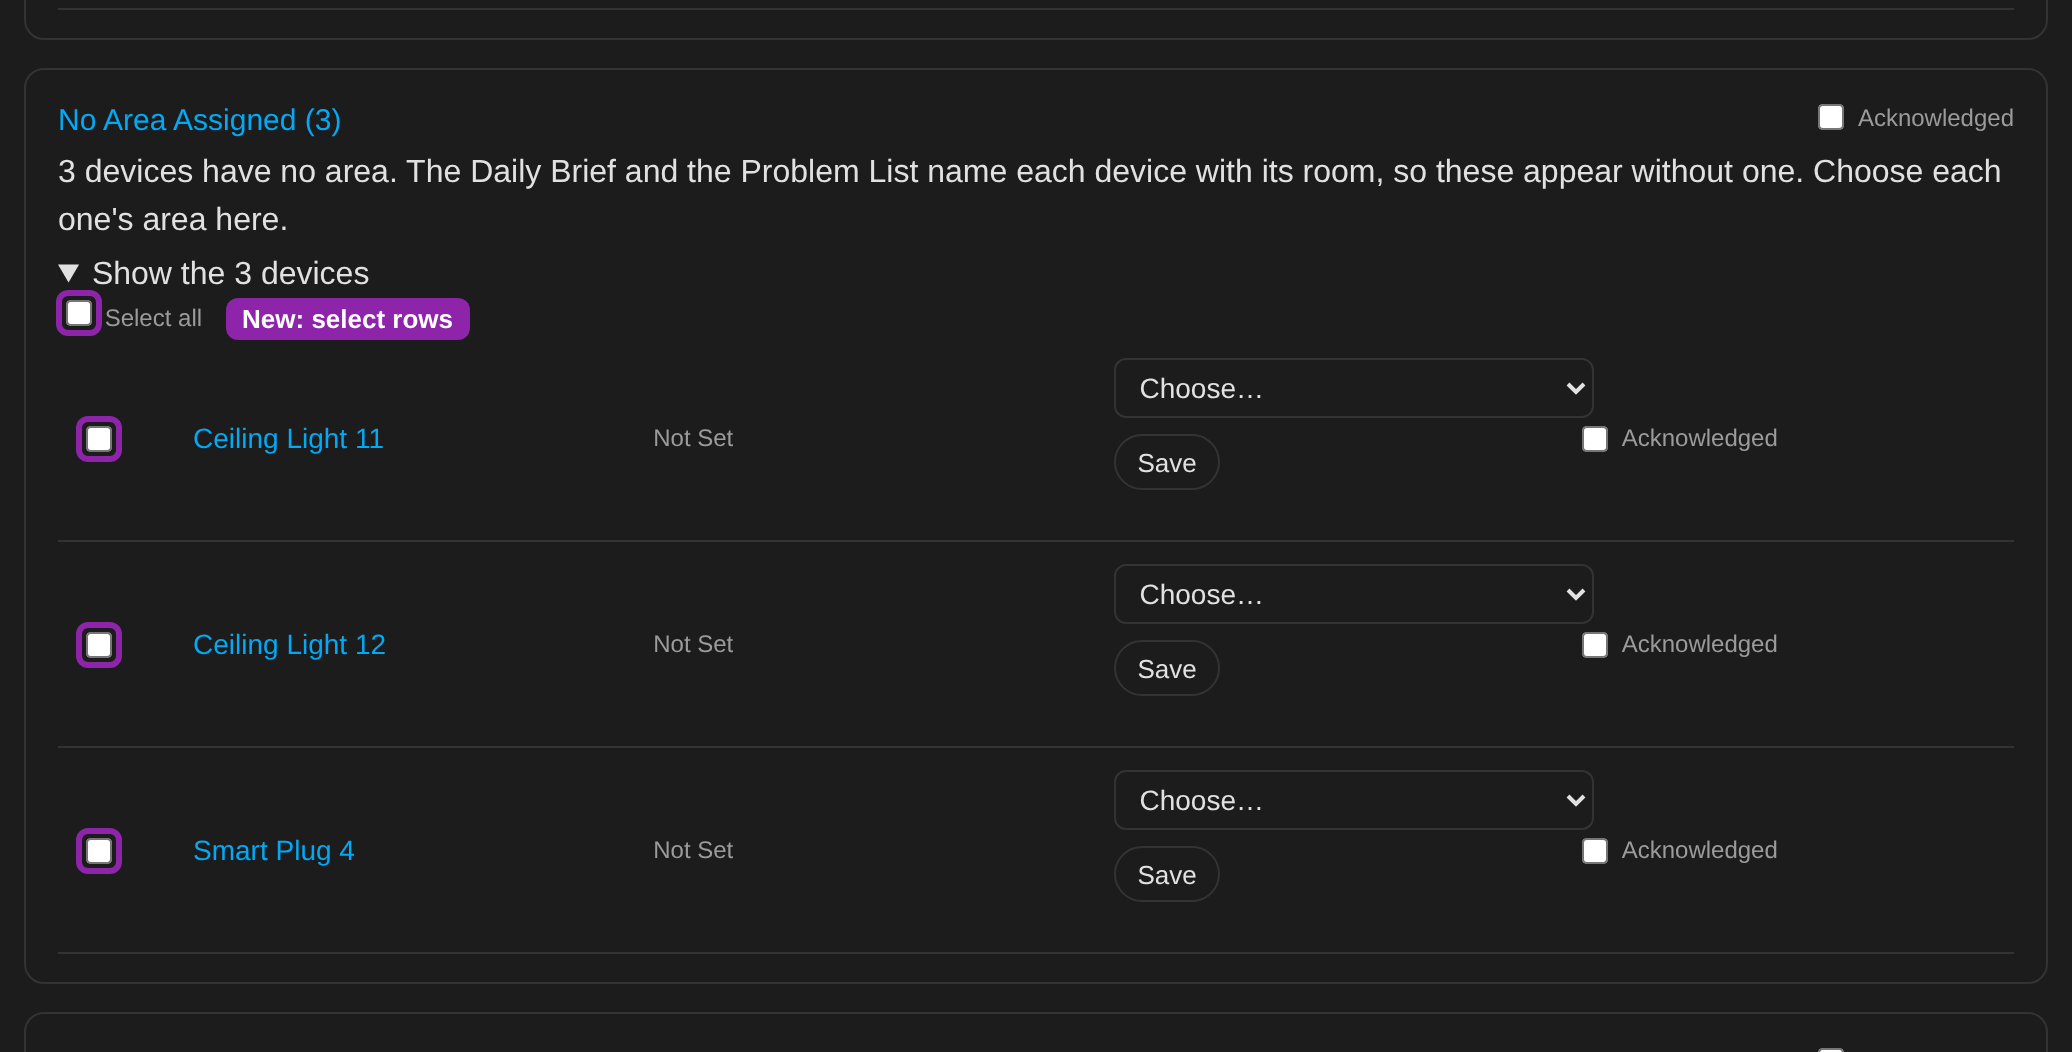 No Area Assigned (3)
Acknowledged
3 devices have no area. The Daily Brief and the Problem List name each device with its room, so these appear without one. Choose each
one's area here.
Show the 3 devices
Select all
New: select rows
Ceiling Light 11
Not Set
Choose…
Save
Acknowledged
Ceiling Light 12
Not Set
Choose…
Save
Acknowledged
Smart Plug 4
Not Set
Choose…
Save
Acknowledged